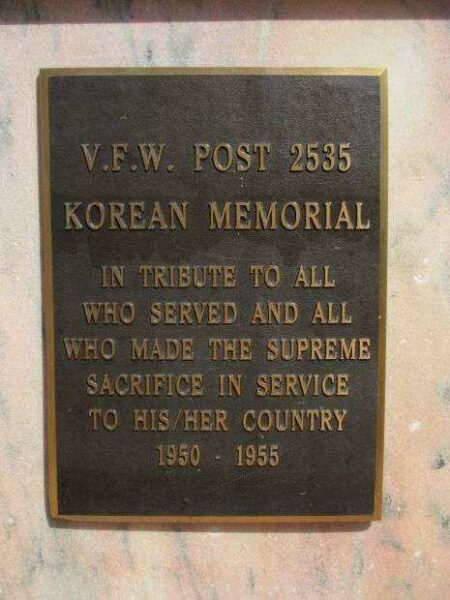 V.F.W. POST 2535
KOREAN MEMORIAL
IN TRIBUTE TO ALL
WHO SERVED AND ALL
WHO MADE THE SUPREME
SACRIFICE IN SERVICE
TO HIS/HER COUNTRY
1950 - 1955